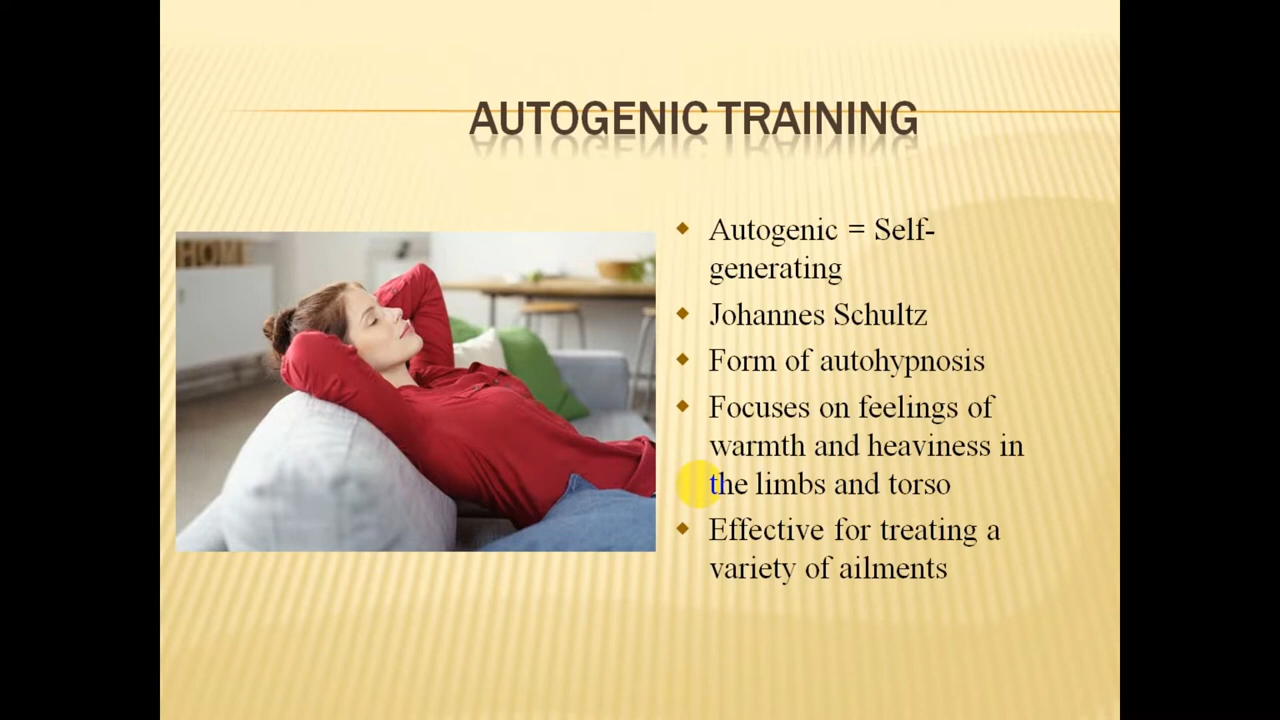 AUTOGENIC TRAINING
HOM
Autogenic = Self-
generating
Johannes Schultz
Form of autohypnosis
Focuses on feelings of
warmth and heaviness in
the limbs and torso
Effective for treating a
variety of ailments